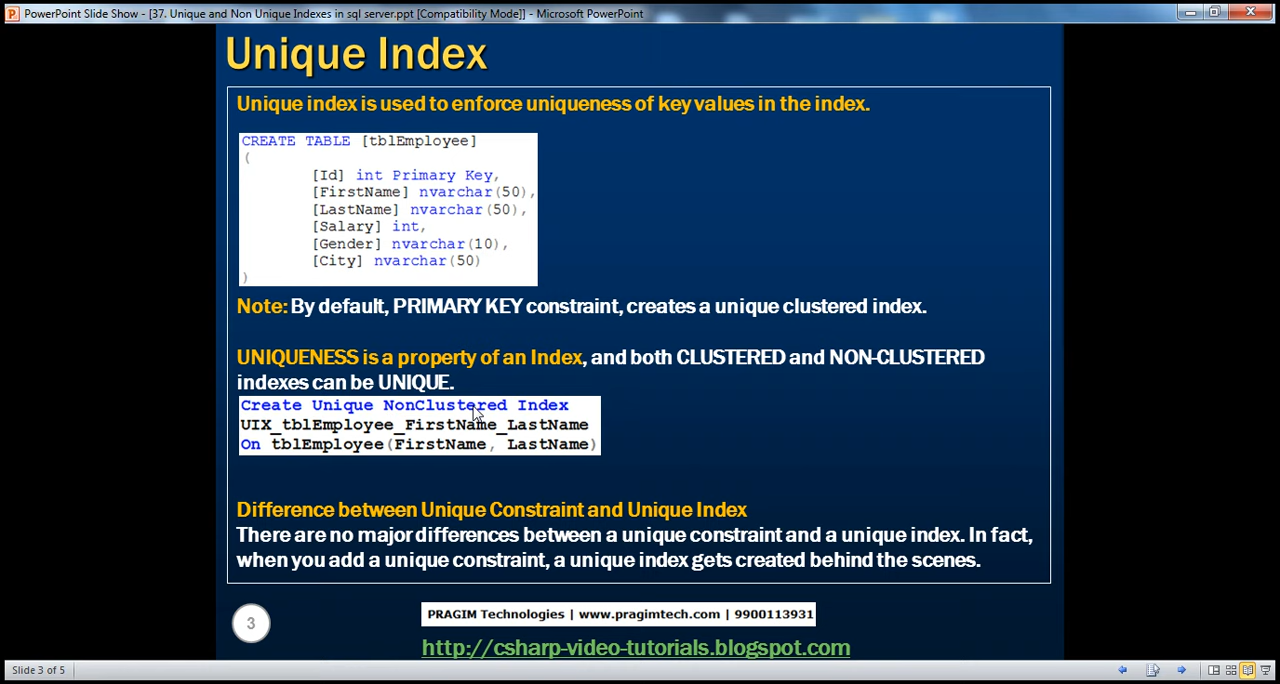 PowerPoint Slide Show - [37. Unique and Non Unique Indexes in sql server.ppt [Compatibility Mode]] - Microsoft PowerPoint
Unique Index
Unique index is used to enforce uniqueness of key values in the index.
CREATE TABLE [tblEmployee]
(
[Id] int Primary Key,
[FirstName] nvarchar(50),
[LastName] nvarchar(50),
[Salary] int,
[Gender] nvarchar(10),
[City] nvarchar(50)
)
Note: By default, PRIMARY KEY constraint, creates a unique clustered index.
UNIQUENESS is a property of an Index, and both CLUSTERED and NON-CLUSTERED
indexes can be UNIQUE.
Create Unique NonClustered Index
UIX_tblEmployee_FirstName_LastName
On tblEmployee(FirstName, LastName)
Difference between Unique Constraint and Unique Index
There are no major differences between a unique constraint and a unique index. In fact,
when you add a unique constraint, a unique index gets created behind the scenes.
3
PRAGIM Technologies | www.pragimtech.com | 9900113931
http://csharp-video-tutorials.blogspot.com
Slide 3 of 5